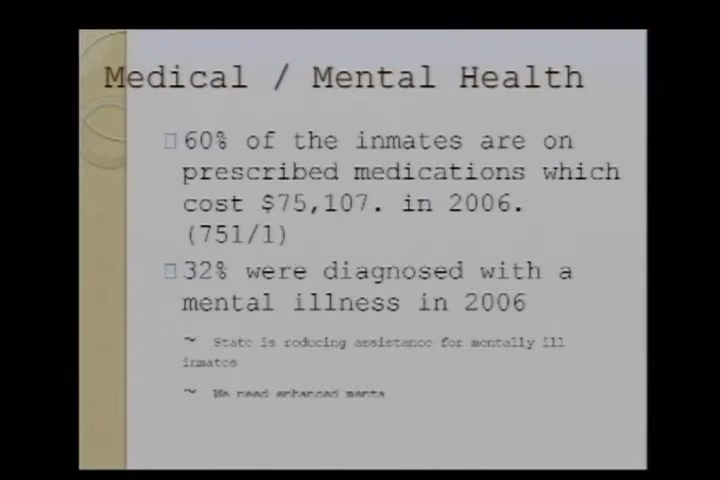 Medical / Mental Health
60% of the inmates are on
prescribed medications which
cost $75,107. in 2006.
(751/1)
32% were diagnosed with a
mental illness in 2006
~ State is reducing assistance for mentally ill
inmates
~ We need enhanced menta